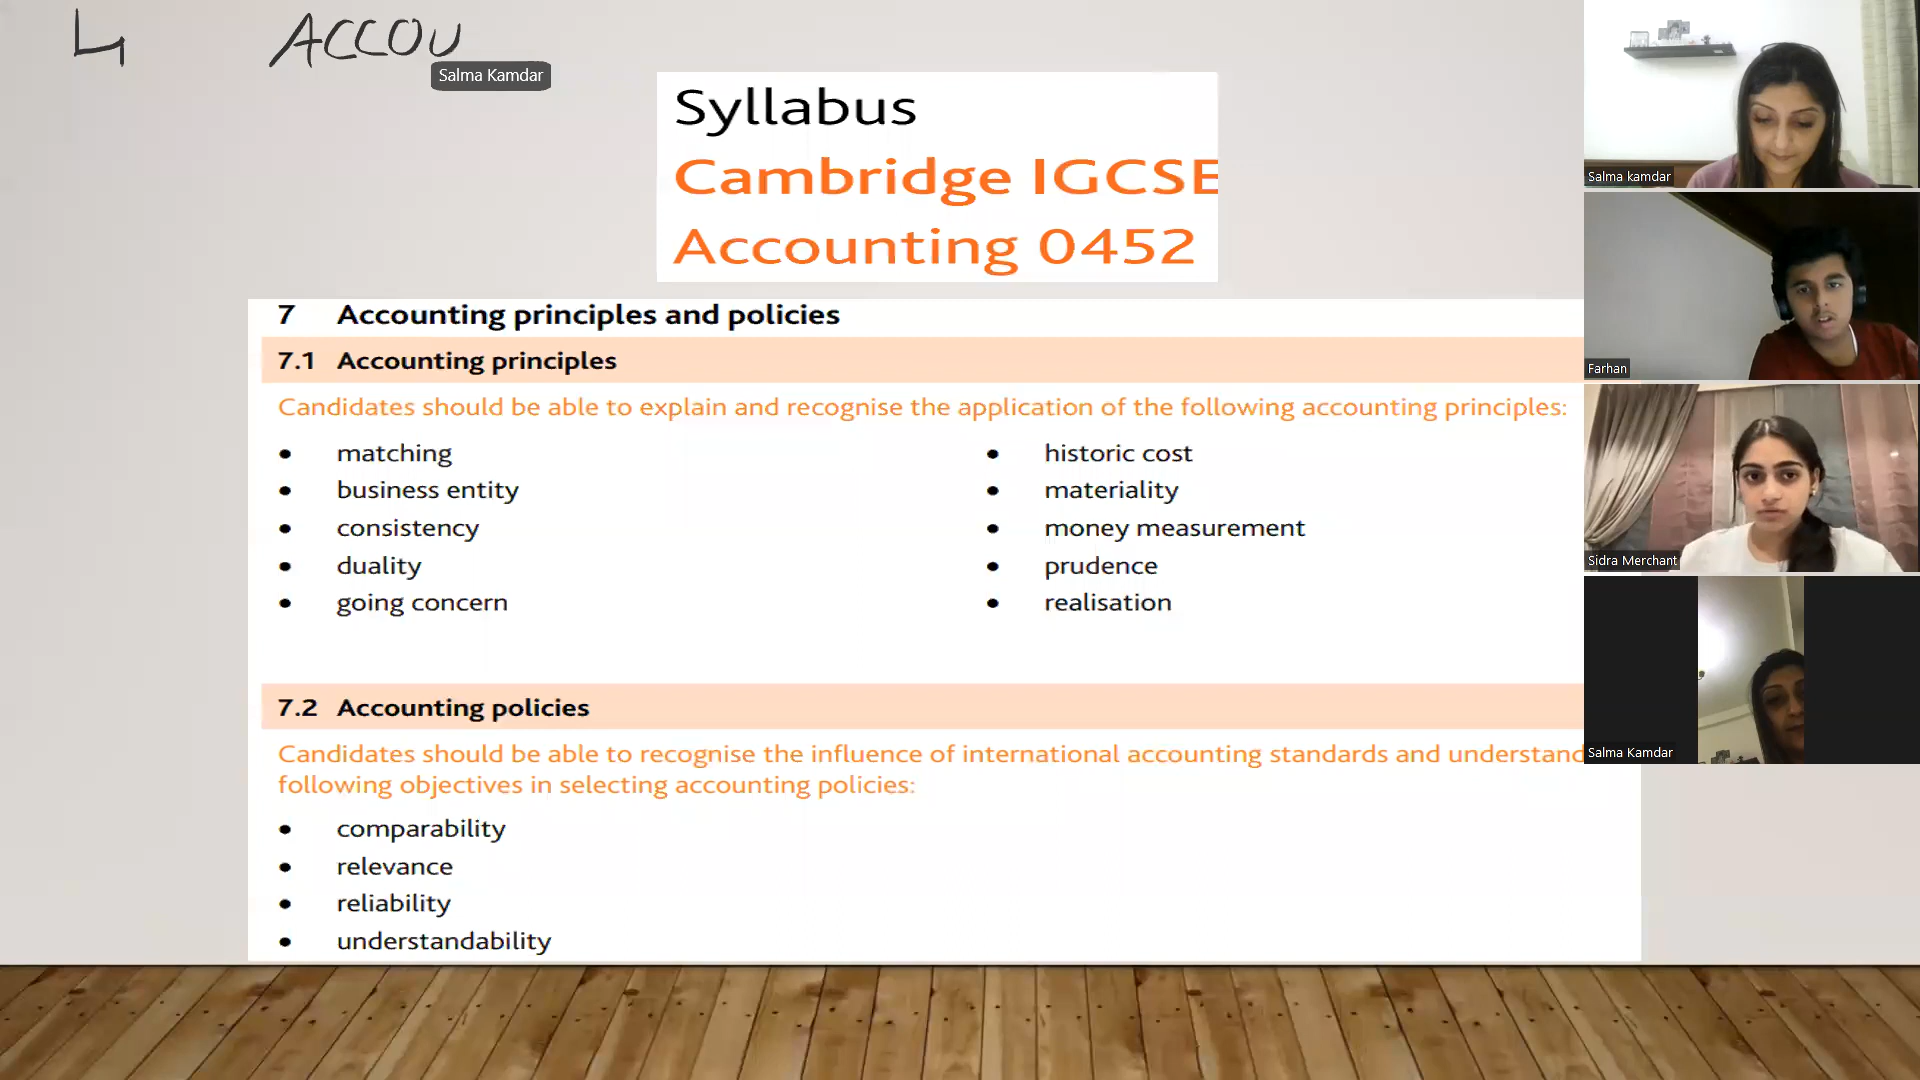 4 ACCOU
Salma Kamdar
Syllabus
Cambridge IGCSE
Accounting 0452
7 Accounting principles and policies
7.1 Accounting principles
Candidates should be able to explain and recognise the application of the following accounting principles:
• matching
• business entity
• consistency
• duality
• going concern
• historic cost
• materiality
• money measurement
• prudence
• realisation
7.2 Accounting policies
Candidates should be able to recognise the influence of international accounting standards and understand
following objectives in selecting accounting policies:
• comparability
• relevance
• reliability
• understandability
Salma kamdar
Farhan
Sidra Merchant
Salma Kamdar